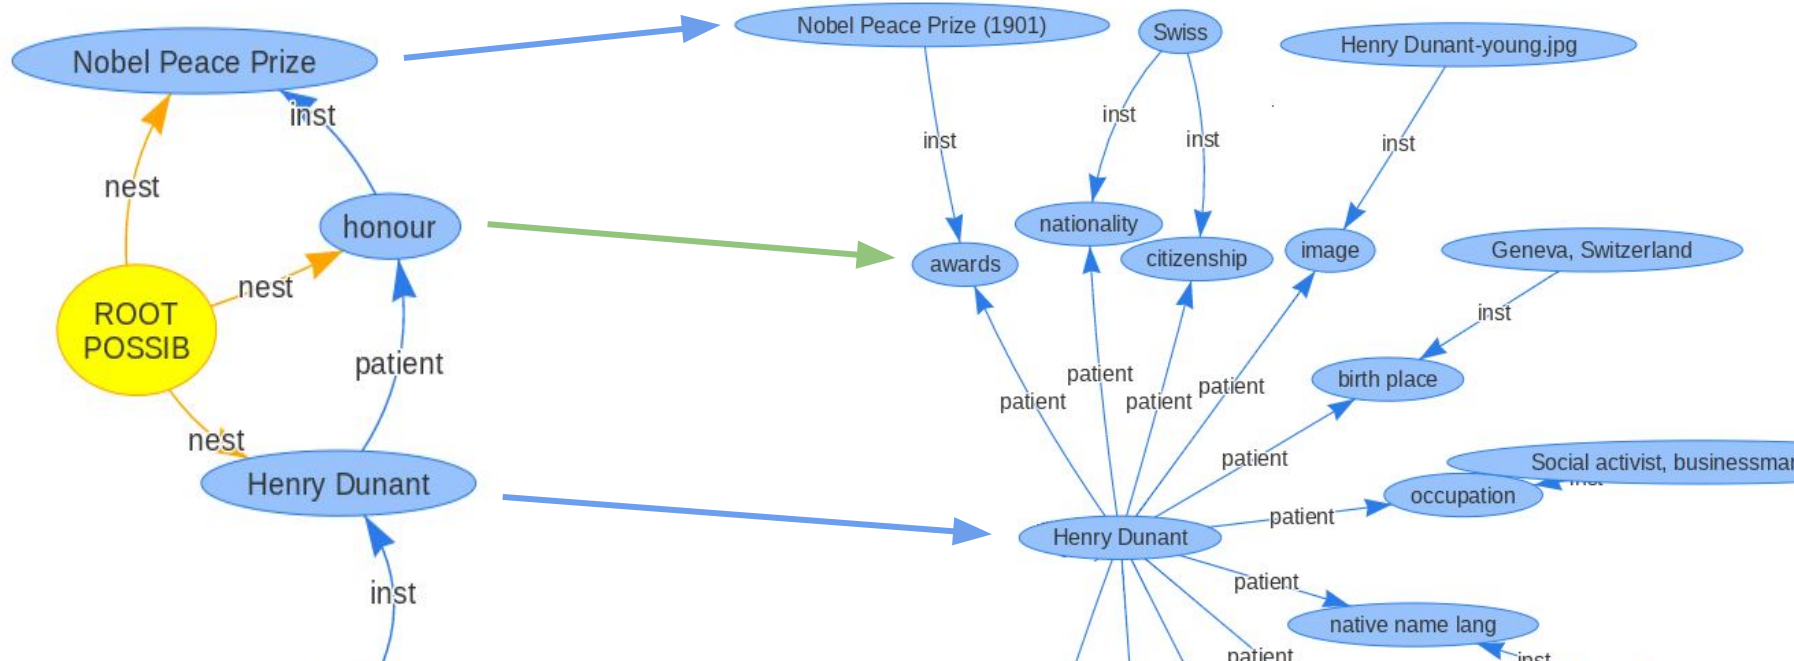 Nobel Peace Prize
inst
nest
honour
nest
ROOT
POSSIB
patient
nest
Henry Dunant
inst
Nobel Peace Prize (1901)
Swiss
Henry Dunant-young.jpg
inst
inst
inst
inst
nationality
awards
citizenship
image
Geneva, Switzerland
inst
birth place
patient
patient
patient
patient
patient
Social activist, businessman
inst
occupation
patient
Henry Dunant
patient
native name lang
patient
inst